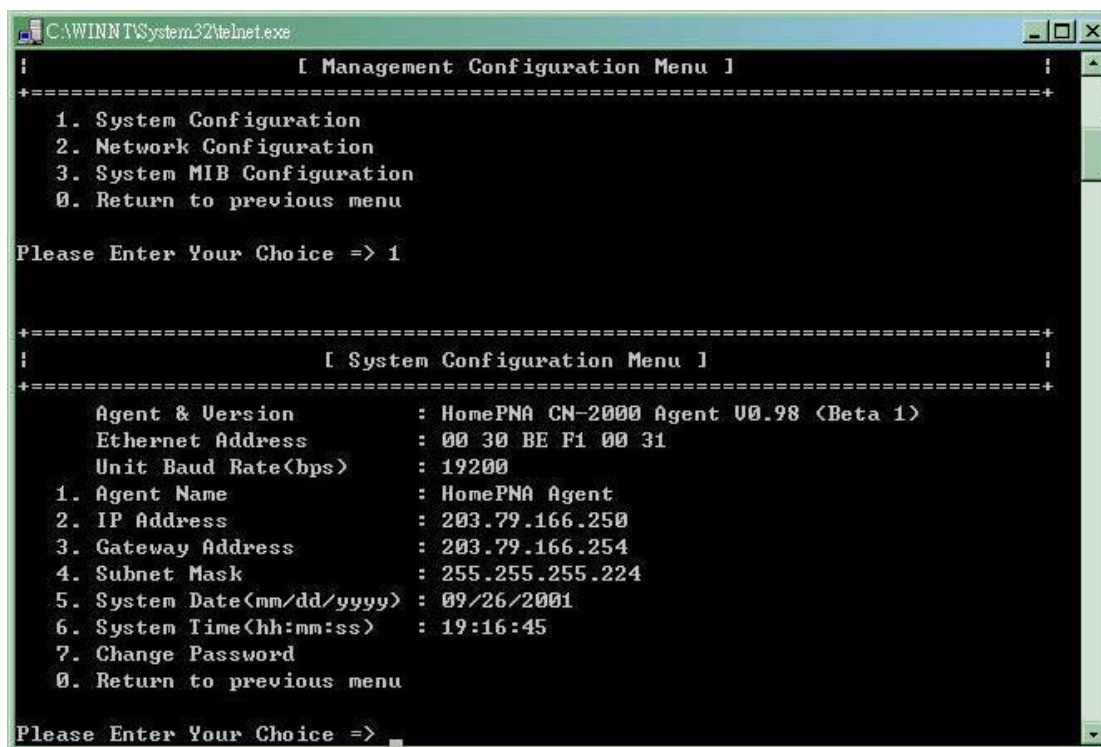 C:\WINNT\System32\telnet.exe
¦ [ Management Configuration Menu ] ¦
+=============================================================================+
1. System Configuration
2. Network Configuration
3. System MIB Configuration
0. Return to previous menu
Please Enter Your Choice => 1
+=============================================================================+
¦ [ System Configuration Menu ] ¦
+=============================================================================+
Agent & Version : HomePNA CN-2000 Agent V0.98 (Beta 1)
Ethernet Address : 00 30 BE F1 00 31
Unit Baud Rate(bps) : 19200
1. Agent Name : HomePNA Agent
2. IP Address : 203.79.166.250
3. Gateway Address : 203.79.166.254
4. Subnet Mask : 255.255.255.224
5. System Date(mm/dd/yyyy) : 09/26/2001
6. System Time(hh:mm:ss) : 19:16:45
7. Change Password
0. Return to previous menu
Please Enter Your Choice => _